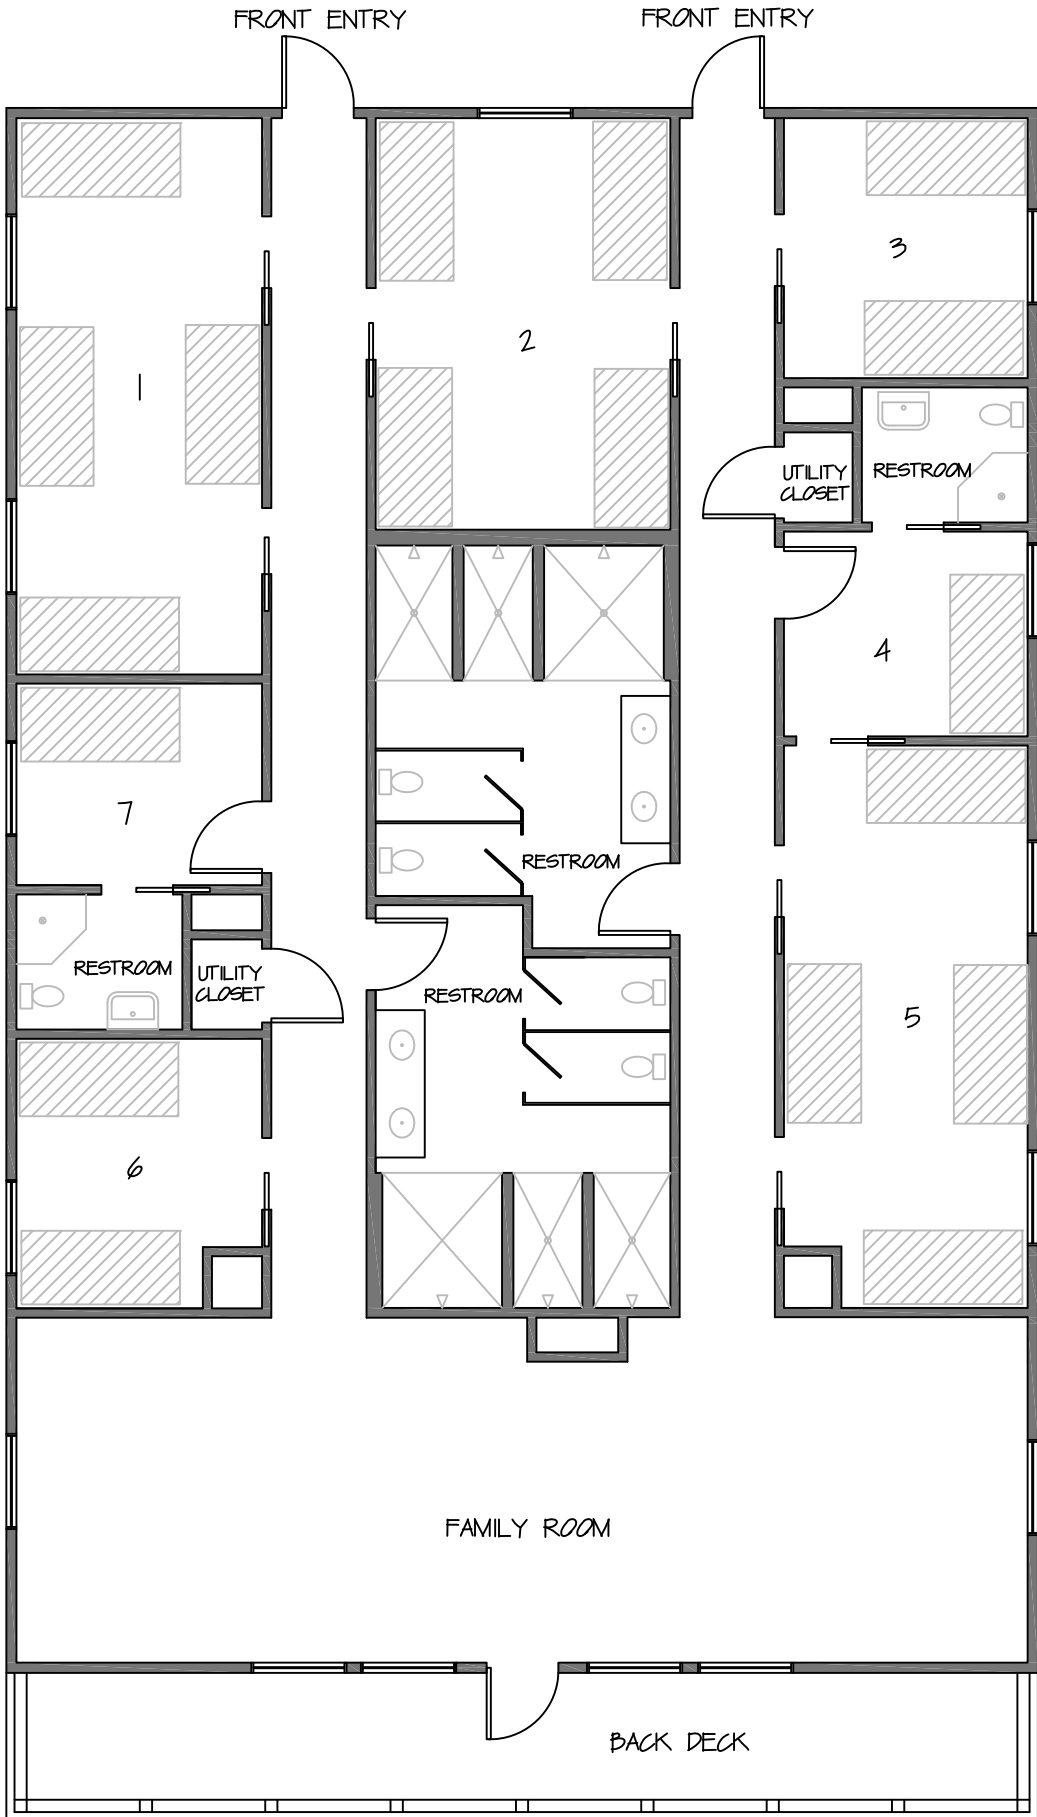 FRONT ENTRY
FRONT ENTRY
3
2
1
UTILITY
CLOSET
RESTROOM
4
7
RESTROOM
RESTROOM
UTILITY
CLOSET
RESTROOM
5
6
FAMILY ROOM
BACK DECK